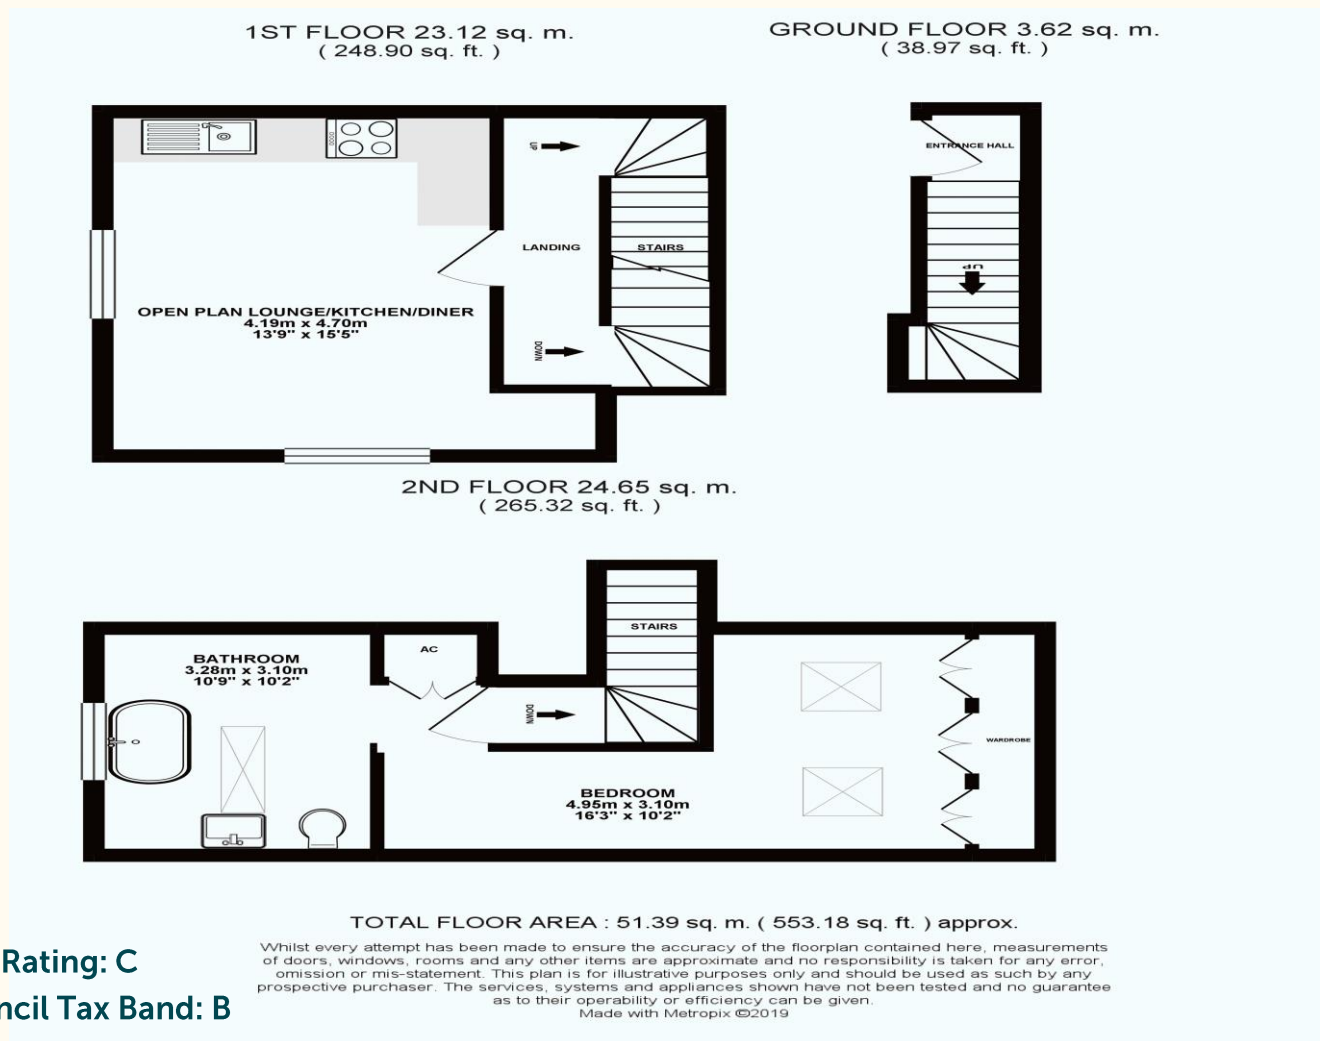 1ST FLOOR 23.12 sq. m.
( 248.90 sq. ft. )
GROUND FLOOR 3.62 sq. m.
( 38.97 sq. ft. )
UP
ENTRANCE HALL
LANDING
STAIRS
UP
OPEN PLAN LOUNGE/KITCHEN/DINER
4.19m x 4.70m
13'9" x 15'5"
DOWN
2ND FLOOR 24.65 sq. m.
( 265.32 sq. ft. )
STAIRS
AC
BATHROOM
3.28m x 3.10m
10'9" x 10'2"
DOWN
WARDROBE
BEDROOM
4.95m x 3.10m
16'3" x 10'2"
TOTAL FLOOR AREA : 51.39 sq. m. ( 553.18 sq. ft. ) approx.
Whilst every attempt has been made to ensure the accuracy of the floorplan contained here, measurements
of doors, windows, rooms and any other items are approximate and no responsibility is taken for any error,
omission or mis-statement. This plan is for illustrative purposes only and should be used as such by any
prospective purchaser. The services, systems and appliances shown have not been tested and no guarantee
as to their operability or efficiency can be given.
Made with Metropix ©2019
Rating: C
ncil Tax Band: B